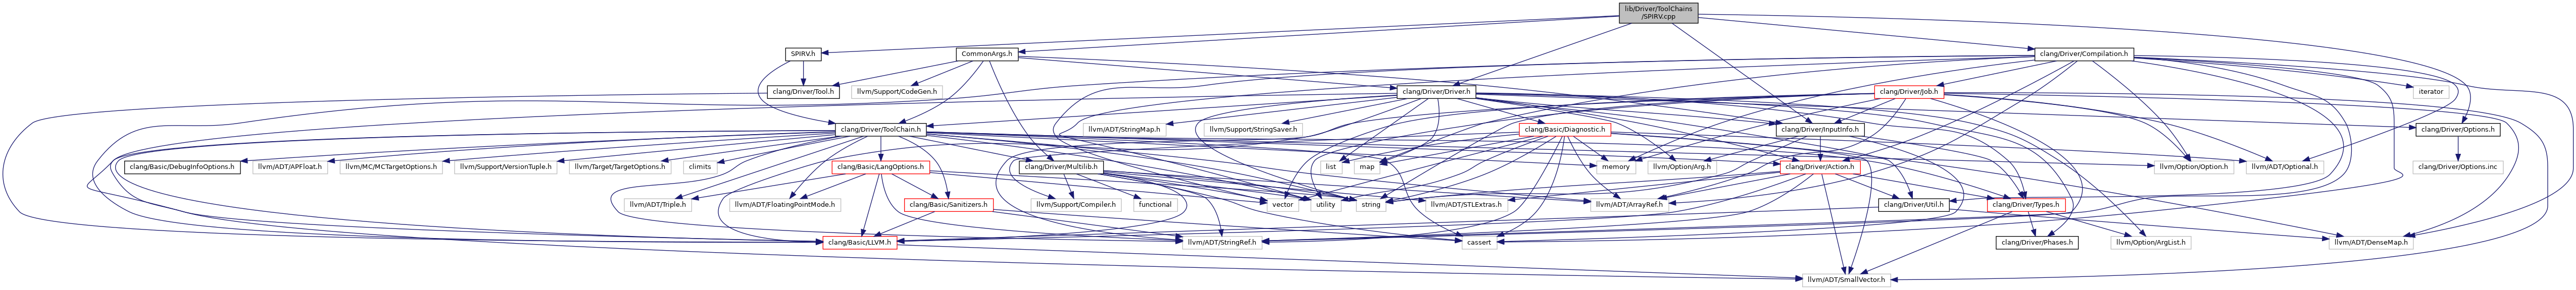 lib/Driver/ToolChains
/SPIRV.cpp
SPIRV.h
CommonArgs.h
clang/Driver/Compilation.h
clang/Driver/Tool.h
llvm/Support/CodeGen.h
clang/Driver/Driver.h
clang/Driver/Job.h
iterator
clang/Driver/ToolChain.h
llvm/ADT/StringMap.h
llvm/Support/StringSaver.h
clang/Basic/Diagnostic.h
clang/Driver/InputInfo.h
clang/Driver/Options.h
clang/Basic/DebugInfoOptions.h
llvm/ADT/APFloat.h
llvm/MC/MCTargetOptions.h
llvm/Support/VersionTuple.h
llvm/Target/TargetOptions.h
climits
clang/Basic/LangOptions.h
clang/Driver/Multilib.h
list
map
memory
llvm/Option/Arg.h
clang/Driver/Action.h
llvm/Option/Option.h
llvm/ADT/Optional.h
clang/Driver/Options.inc
llvm/ADT/Triple.h
llvm/ADT/FloatingPointMode.h
clang/Basic/Sanitizers.h
llvm/Support/Compiler.h
functional
vector
utility
string
llvm/ADT/STLExtras.h
llvm/ADT/ArrayRef.h
clang/Driver/Util.h
clang/Driver/Types.h
clang/Basic/LLVM.h
llvm/ADT/StringRef.h
cassert
clang/Driver/Phases.h
llvm/Option/ArgList.h
llvm/ADT/DenseMap.h
llvm/ADT/SmallVector.h